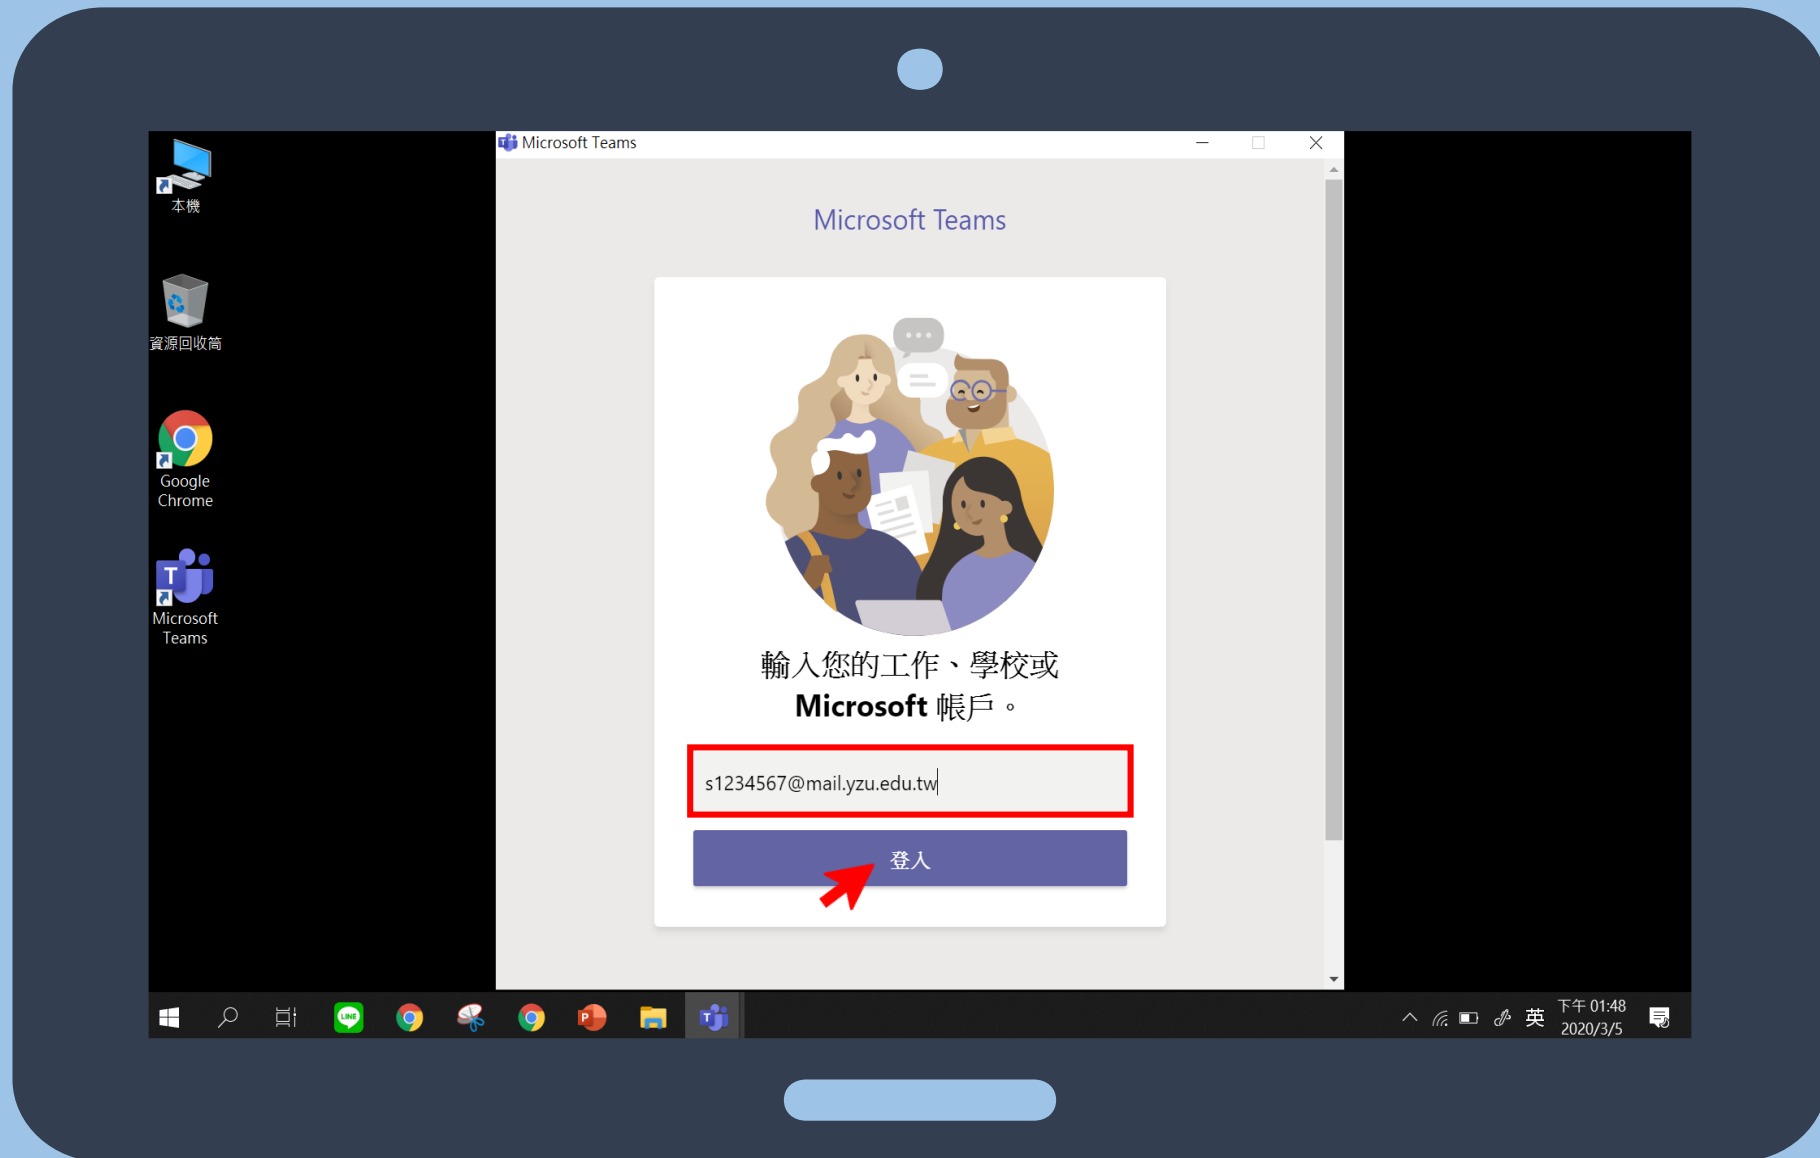 本機
資源回收筒
Google
Chrome
Microsoft
Teams
Microsoft Teams
Microsoft Teams
輸入您的工作、學校或
Microsoft 帳戶。
s1234567@mail.yzu.edu.tw
登入
LINE
英
下午 01:48
2020/3/5